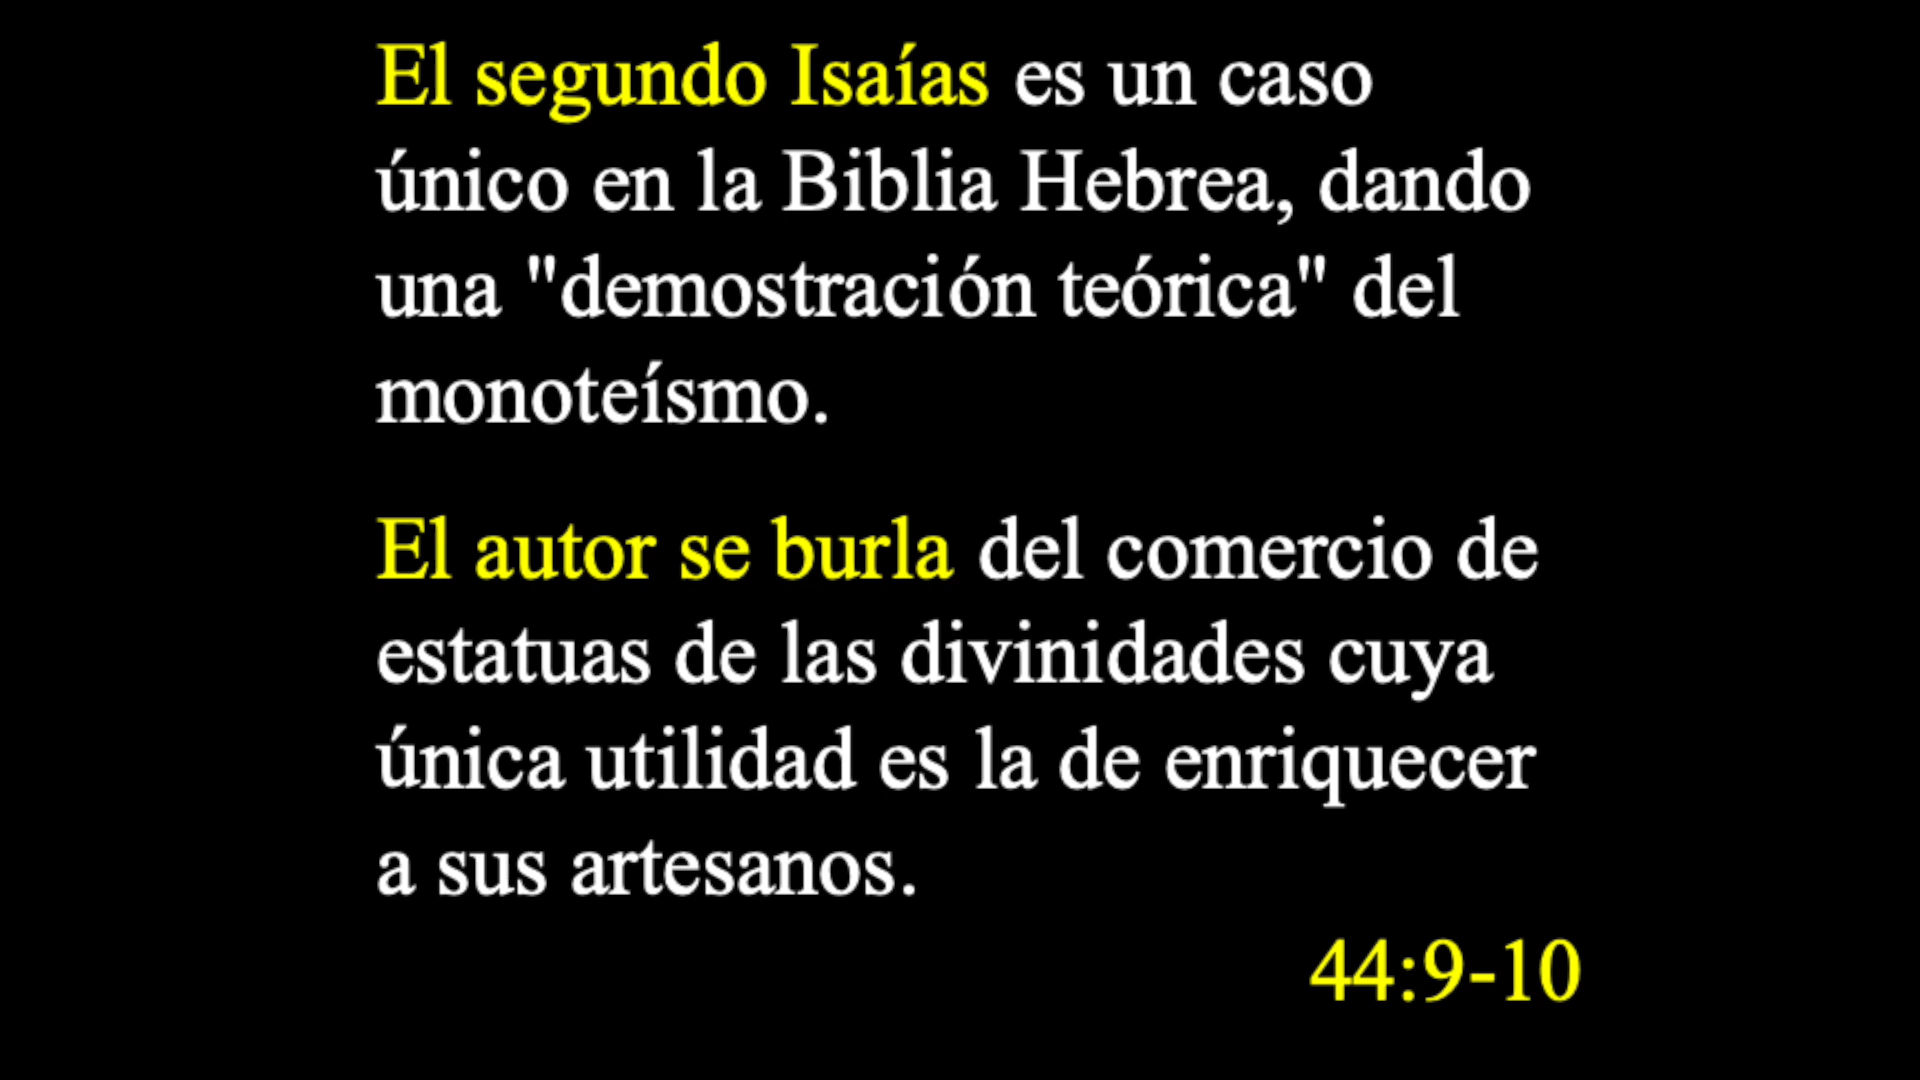 El segundo Isaías es un caso
único en la Biblia Hebrea, dando
una "demostración teórica" del
monoteísmo.
El autor se burla del comercio de
estatuas de las divinidades cuya
única utilidad es la de enriquecer
a sus artesanos.
44:9-10